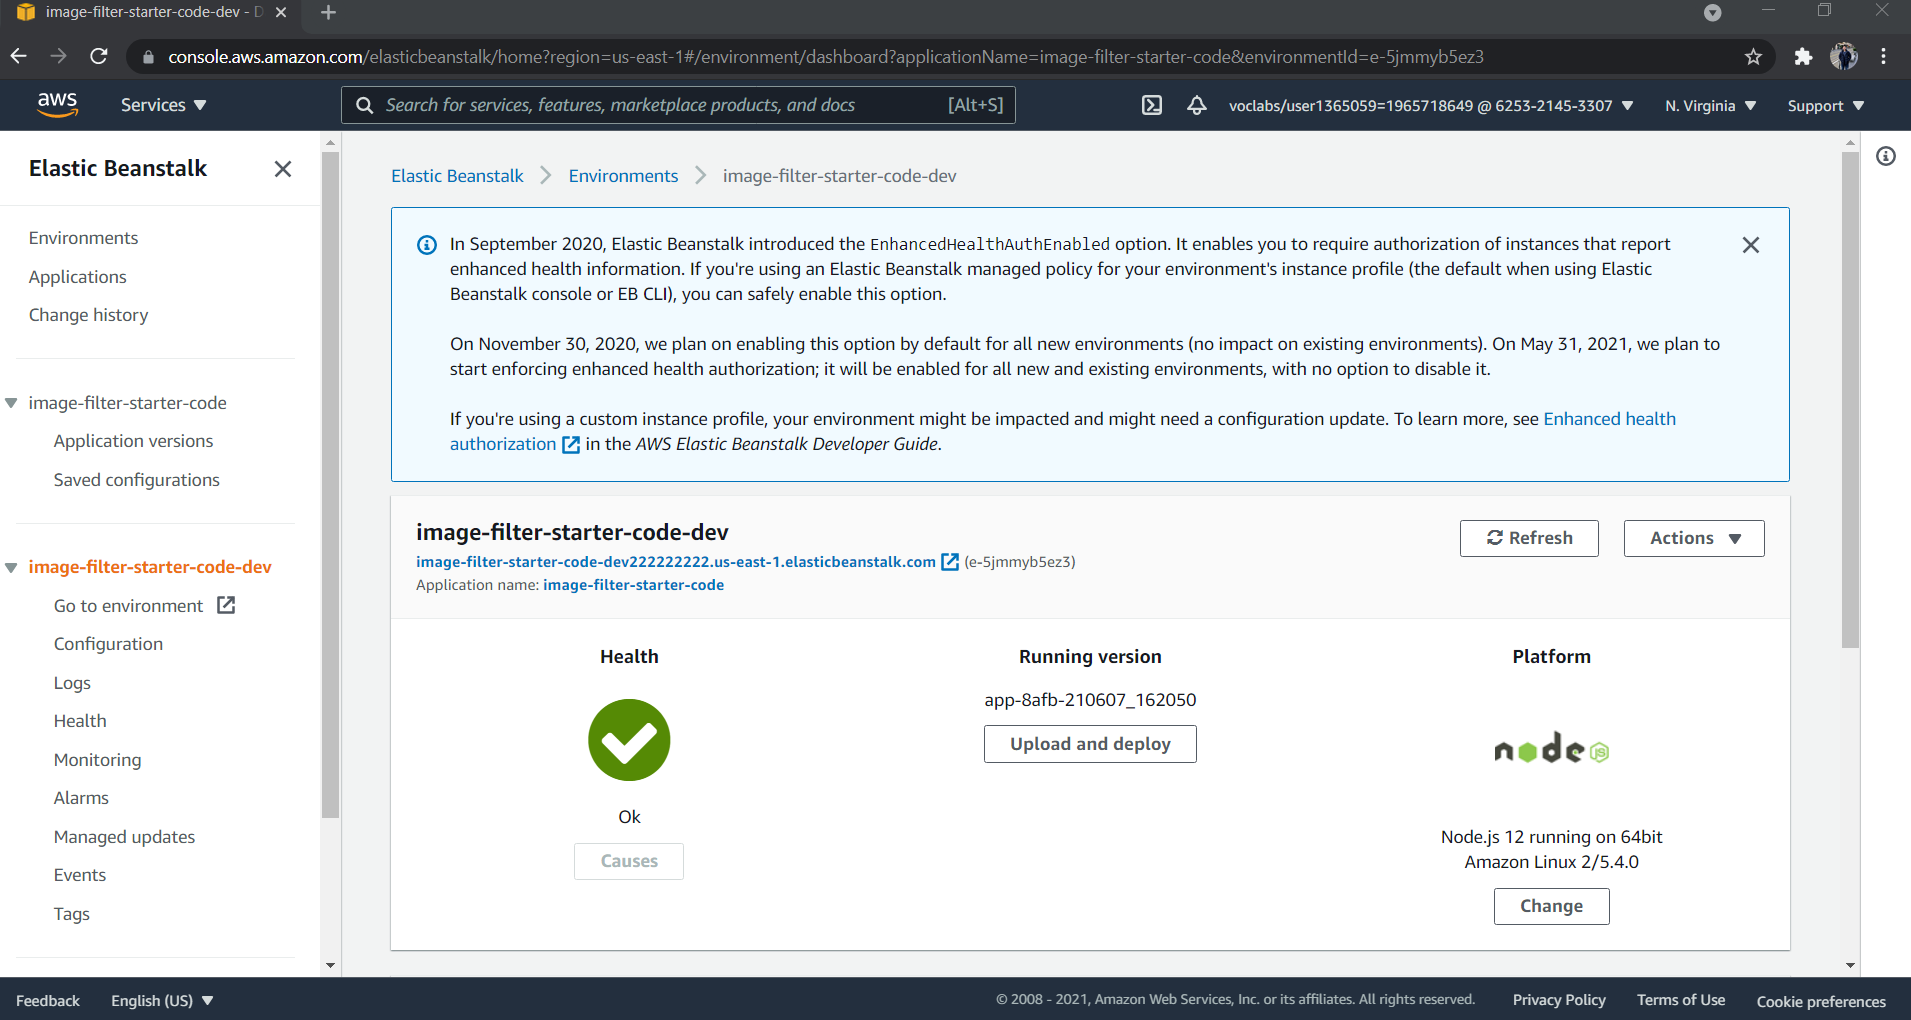 image-filter-starter-code-dev - D
console.aws.amazon.com/elasticbeanstalk/home?region=us-east-1#/environment/dashboard?applicationName=image-filter-starter-code&environmentId=e-5jmmyb5ez3
aws
Services
Search for services, features, marketplace products, and docs [Alt+S]
voclabs/user1365059=1965718649 @ 6253-2145-3307
N. Virginia
Support
Elastic Beanstalk
Environments
Applications
Change history
image-filter-starter-code
Application versions
Saved configurations
image-filter-starter-code-dev
Go to environment
Configuration
Logs
Health
Monitoring
Alarms
Managed updates
Events
Tags
Elastic Beanstalk
Environments
image-filter-starter-code-dev
In September 2020, Elastic Beanstalk introduced the EnhancedHealthAuthEnabled option. It enables you to require authorization of instances that report
enhanced health information. If you're using an Elastic Beanstalk managed policy for your environment's instance profile (the default when using Elastic
Beanstalk console or EB CLI), you can safely enable this option.
On November 30, 2020, we plan on enabling this option by default for all new environments (no impact on existing environments). On May 31, 2021, we plan to
start enforcing enhanced health authorization; it will be enabled for all new and existing environments, with no option to disable it.
If you're using a custom instance profile, your environment might be impacted and might need a configuration update. To learn more, see Enhanced health
authorization in the AWS Elastic Beanstalk Developer Guide.
image-filter-starter-code-dev
image-filter-starter-code-dev222222222.us-east-1.elasticbeanstalk.com (e-5jmmyb5ez3)
Application name: image-filter-starter-code
Refresh
Actions
Health
Ok
Causes
Running version
app-8afb-210607_162050
Upload and deploy
Platform
node JS
Node.js 12 running on 64bit
Amazon Linux 2/5.4.0
Change
Feedback
English (US)
© 2008 - 2021, Amazon Web Services, Inc. or its affiliates. All rights reserved.
Privacy Policy
Terms of Use
Cookie preferences